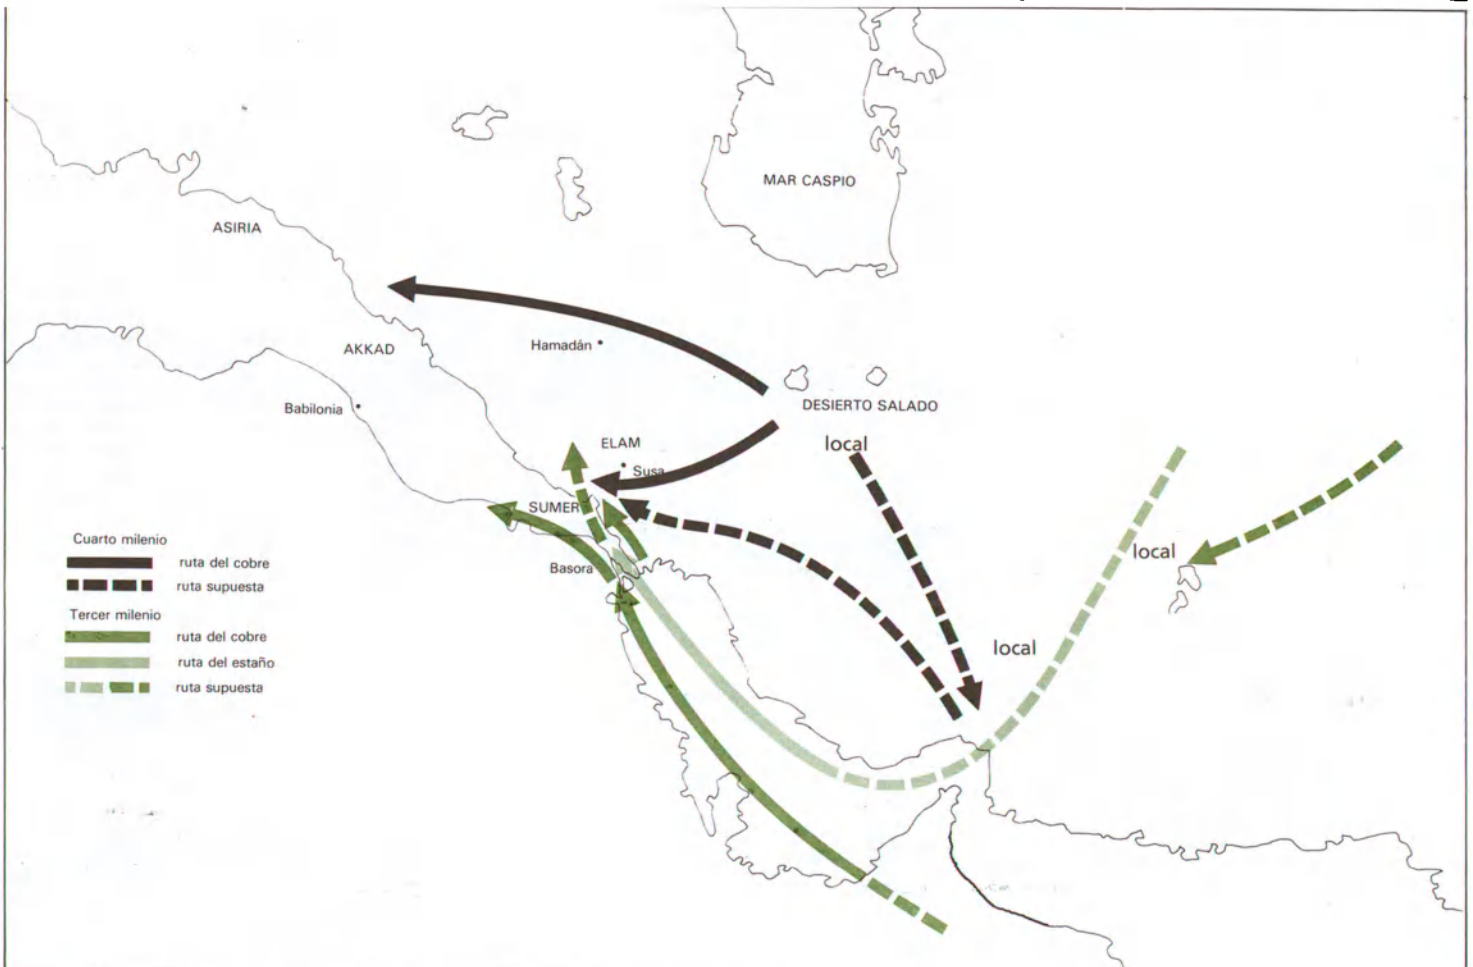 MAR CASPIO
ASIRIA
Hamadán
AKKAD
DESIERTO SALADO
Babilonia
ELAM
local
Susa
SUMER
local
Basora
local
Cuarto milenio
ruta del cobre
ruta supuesta
Tercer milenio
ruta del cobre
ruta del estaño
ruta supuesta